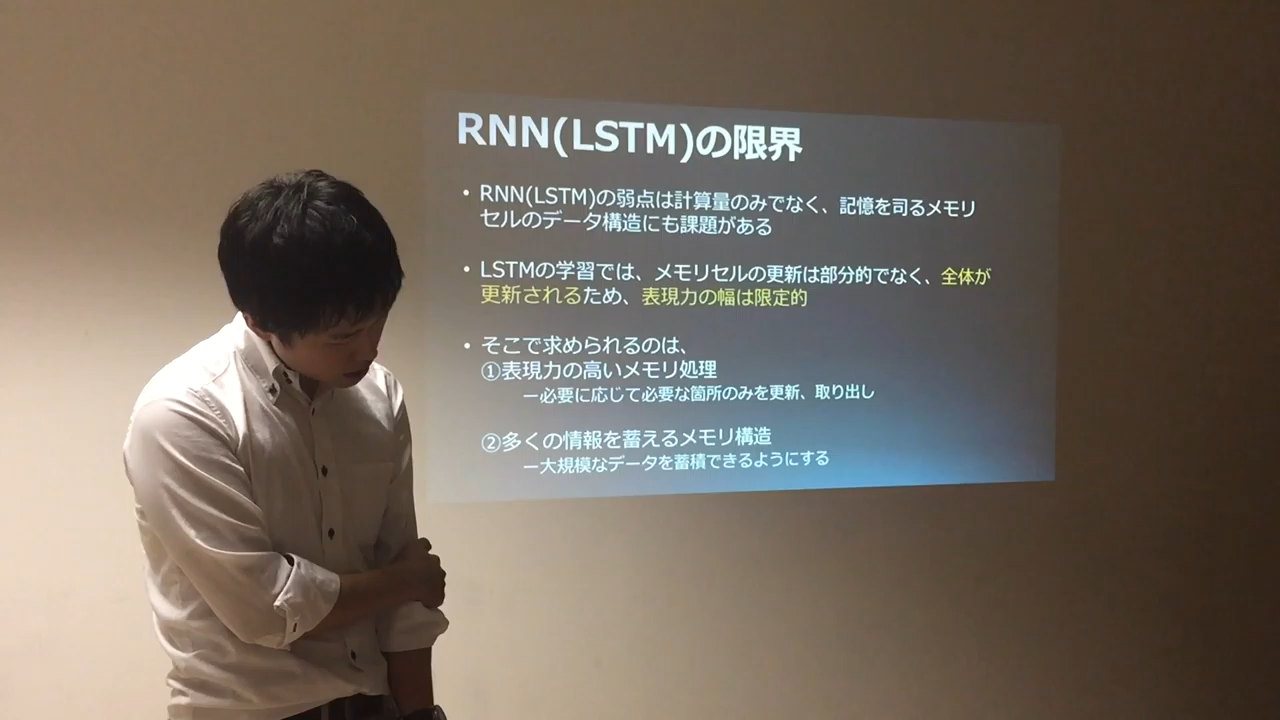 RNN(LSTM)の限界
• RNN(LSTM)の弱点は計算量のみでなく、記憶を司るメモリ
セルのデータ構造にも課題がある
• LSTMの学習では、メモリセルの更新は部分的でなく、全体が
更新されるため、表現力の幅は限定的
• そこで求められるのは、
①表現力の高いメモリ処理
ー必要に応じて必要な箇所のみを更新、取り出し
②多くの情報を蓄えるメモリ構造
ー大規模なデータを蓄積できるようにする